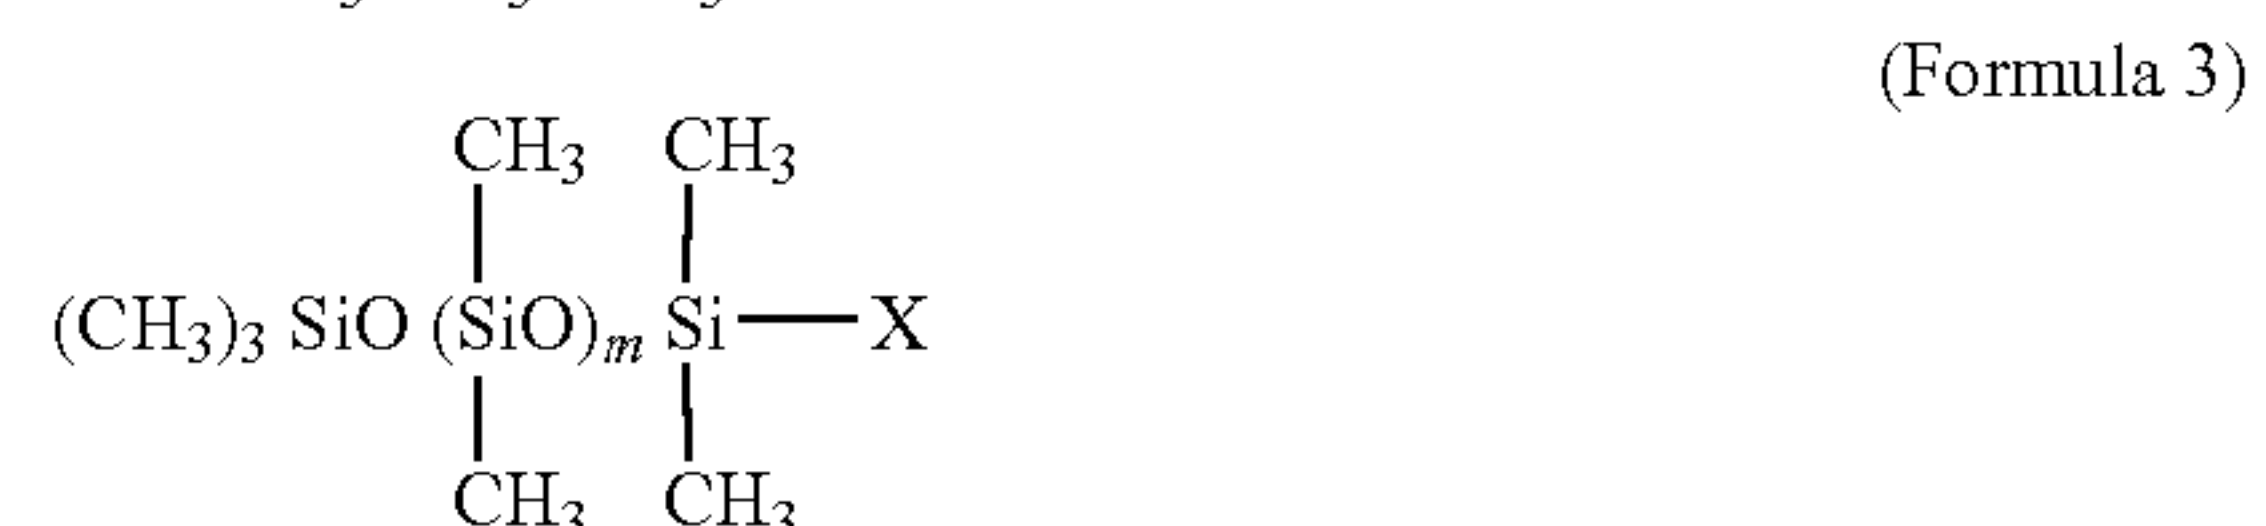 (Formula 3)
CH3 CH3
(CH3)3 SiO (SiO)m Si—X
CH3 CH3